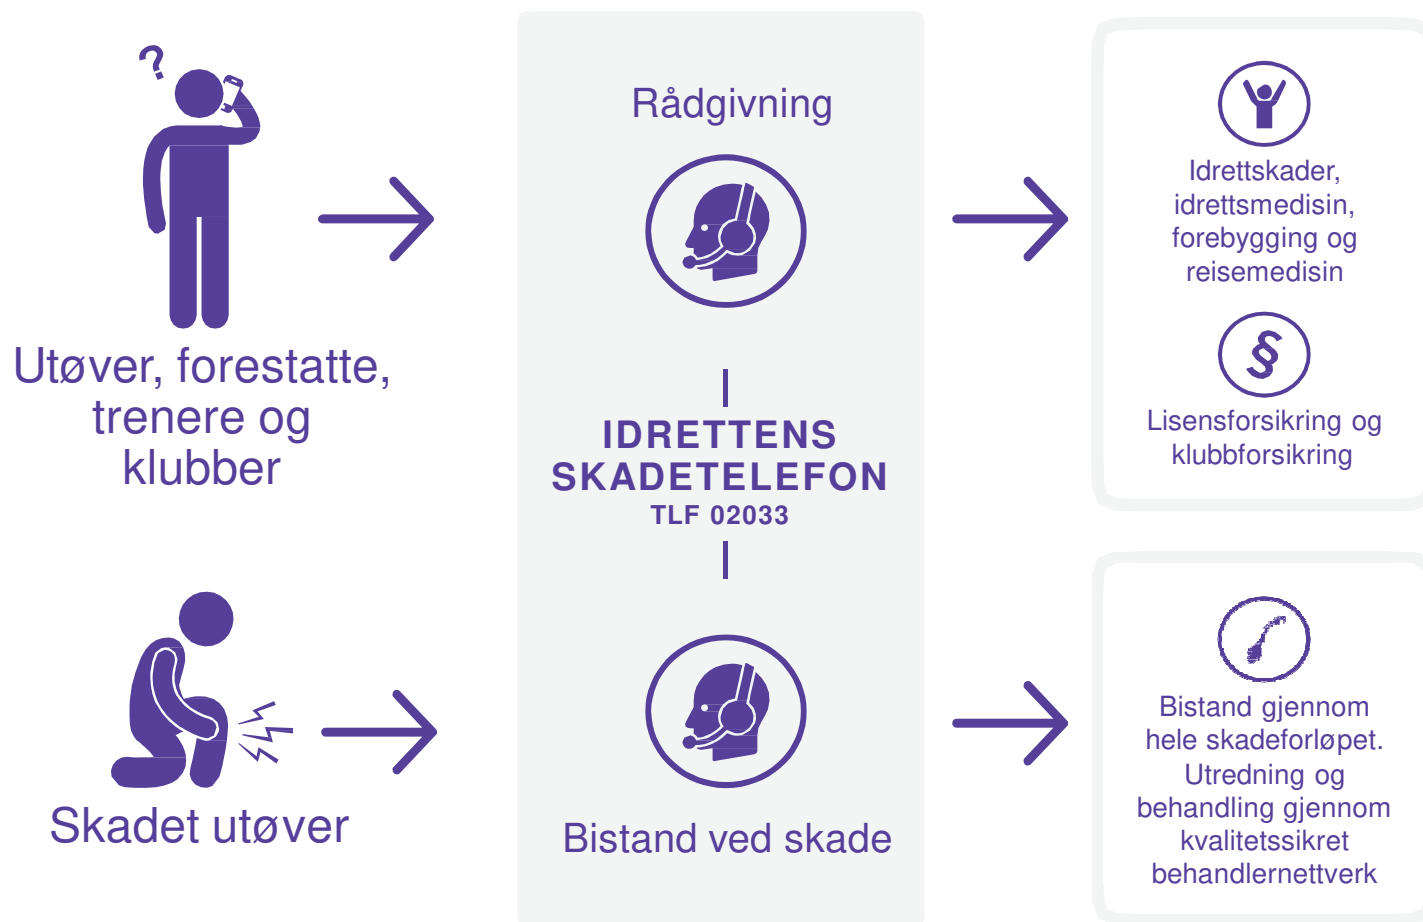 ?
Utøver, forestatte,
trenere og
klubber
Rådgivning
Idrettskader,
idrettsmedisin,
forebygging og
reisemedisin
§
Lisensforsikring og
klubbforsikring
IDRETTENS
SKADETELEFON
TLF 02033
Skadet utøver
Bistand ved skade
Bistand gjennom
hele skadeforløpet.
Utredning og
behandling gjennom
kvalitetssikret
behandlernettverk